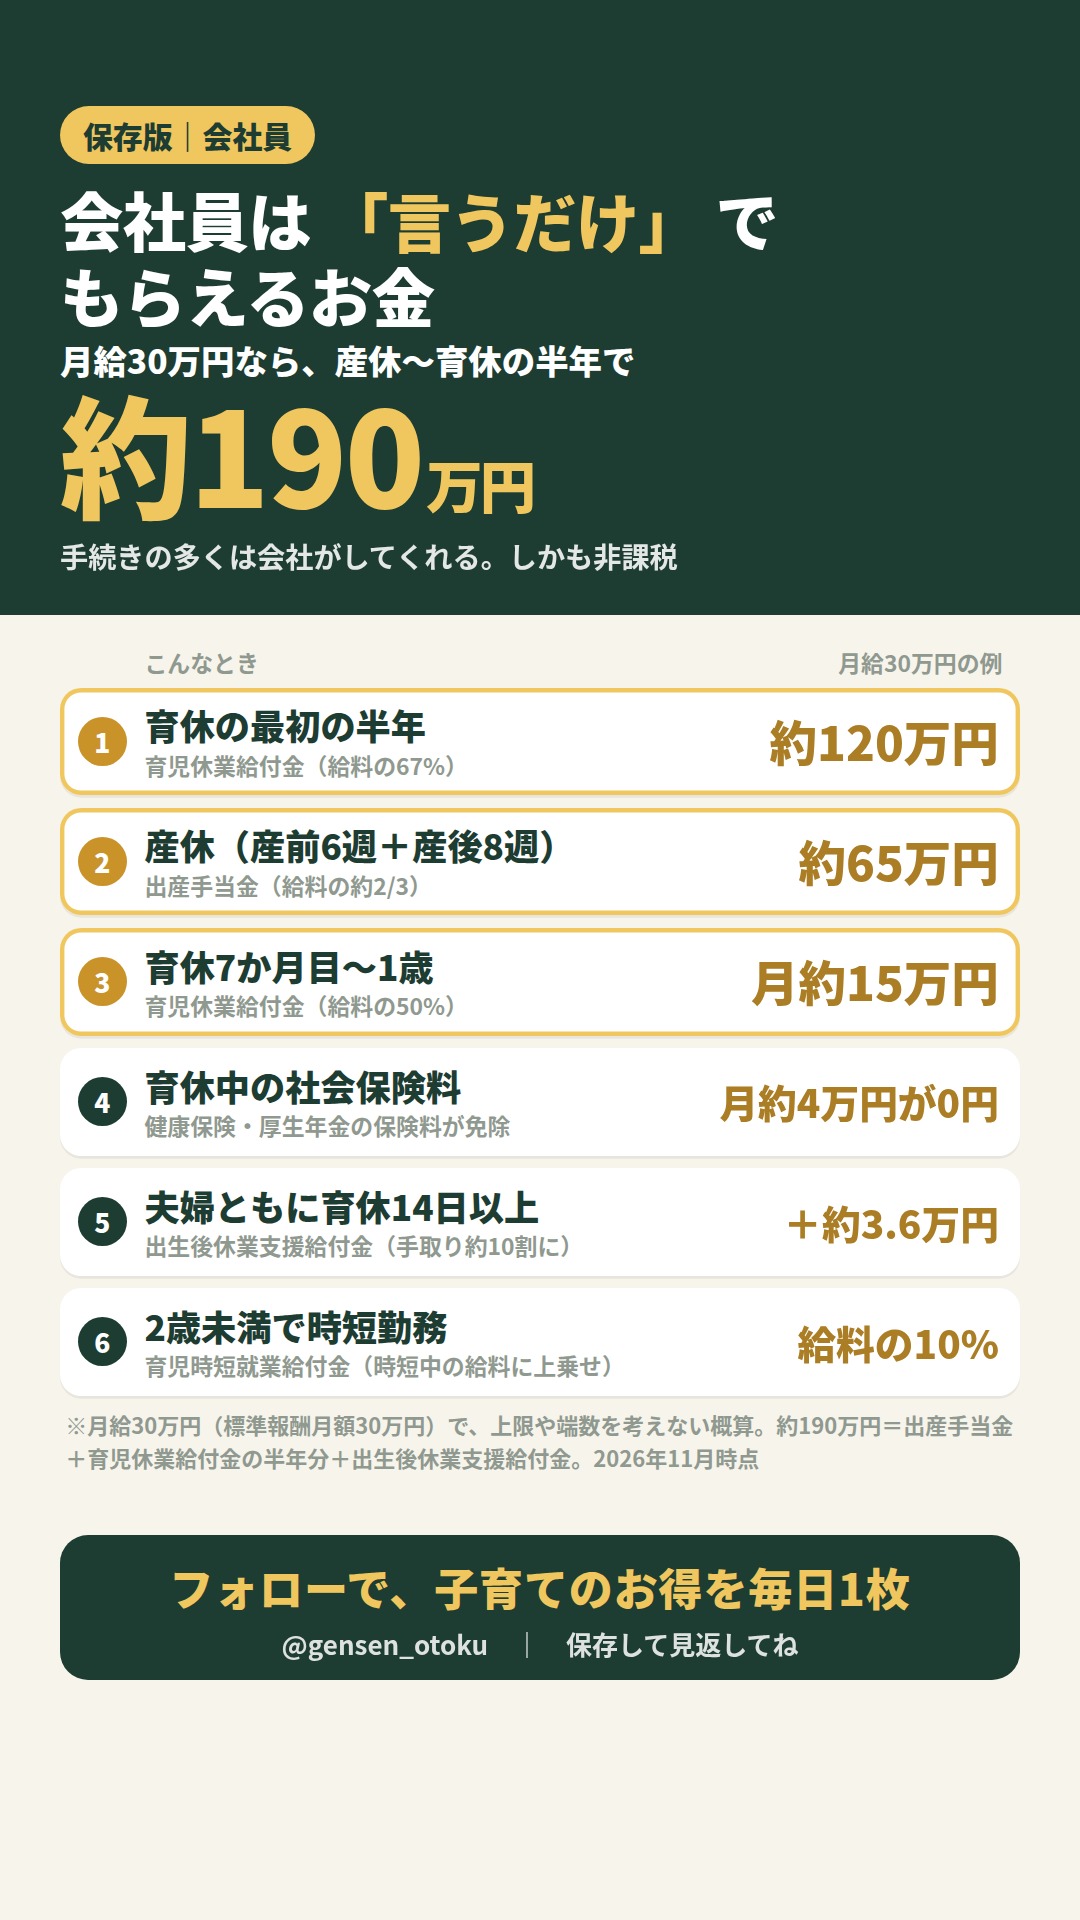 保存版｜会社員
会社員は「言うだけ」で
もらえるお金
月給30万円なら、産休〜育休の半年で
約190万円
手続きの多くは会社がしてくれる。しかも非課税
こんなとき 月給30万円の例
1 育休の最初の半年 約120万円
育児休業給付金（給料の67%）
2 産休（産前6週＋産後8週） 約65万円
出産手当金（給料の約2/3）
3 育休7か月目〜1歳 月約15万円
育児休業給付金（給料の50%）
4 育休中の社会保険料 月約4万円が0円
健康保険・厚生年金の保険料が免除
5 夫婦ともに育休14日以上 ＋約3.6万円
出生後休業支援給付金（手取り約10割に）
6 2歳未満で時短勤務 給料の10%
育児時短就業給付金（時短中の給料に上乗せ）
※月給30万円（標準報酬月額30万円）で、上限や端数を考えない概算。約190万円＝出産手当金
＋育児休業給付金の半年分＋出生後休業支援給付金。2026年11月時点
フォローで、子育てのお得を毎日1枚
@gensen_otoku ｜ 保存して見返してね